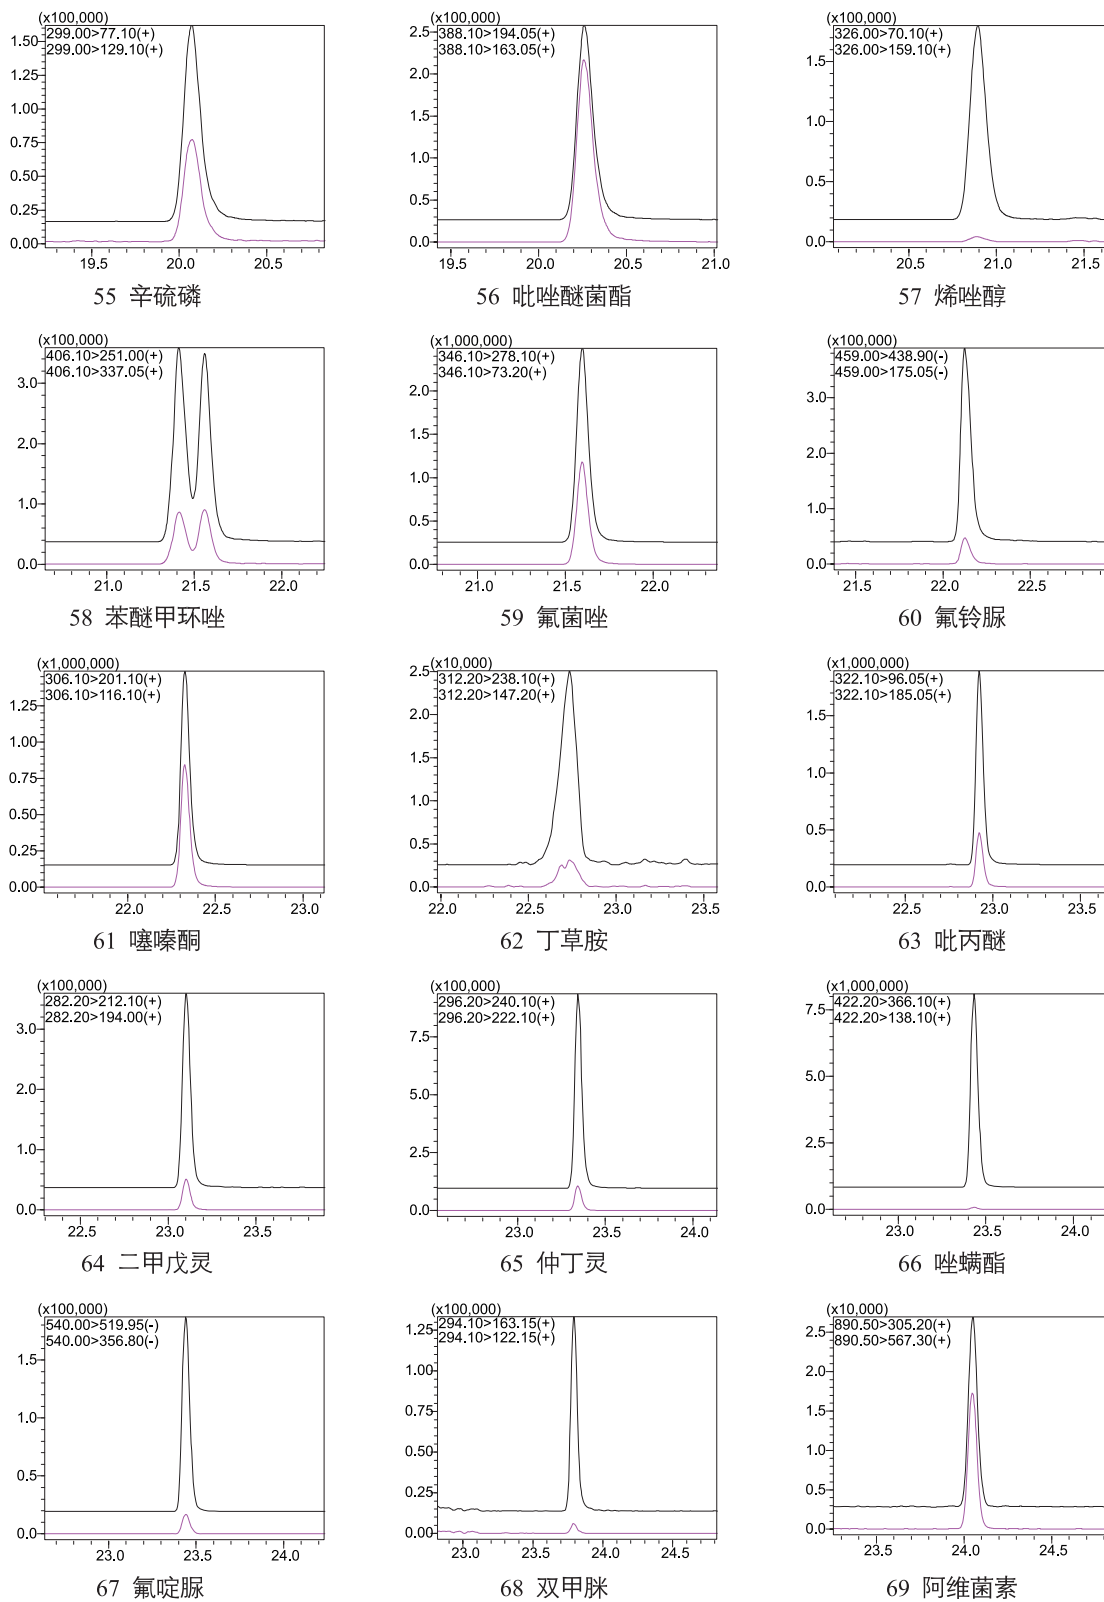 (x100,000)
299.00>77.10(+)
299.00>129.10(+)
1.50
1.25
1.00
0.75
0.50
0.25
0.00
19.5 20.0 20.5
55 辛硫磷
(x100,000)
388.10>194.05(+)
388.10>163.05(+)
2.5
2.0
1.0
0.5
0.0
19.5 20.0 20.5 21.0
56 吡唑醚菌酯
(x100,000)
326.00>70.10(+)
326.00>159.10(+)
1.5
1.0
0.5
0.0
20.5 21.0 21.5
57 烯唑醇
(x100,000)
406.10>251.00(+)
406.10>337.05(+)
3.0
2.0
1.0
0.0
21.0 21.5 22.0
58 苯醚甲环唑
(x1,000,000)
346.10>278.10(+)
346.10>73.20(+)
2.0
1.0
0.5
0.0
21.0 21.5 22.0
59 氟菌唑
(x100,000)
459.00>438.90(-)
459.00>175.05(-)
3.0
2.0
1.0
0.0
21.5 22.0 22.5
60 氟铃脲
(x1,000,000)
306.10>201.10(+)
306.10>116.10(+)
1.25
1.00
0.75
0.50
0.25
0.00
22.0 22.5 23.0
61 噻嗪酮
(x10,000)
312.20>238.10(+)
312.20>147.20(+)
2.5
2.0
1.5
1.0
0.5
0.0
22.0 22.5 23.0 23.5
62 丁草胺
(x1,000,000)
322.10>96.05(+)
322.10>185.05(+)
1.5
1.0
0.5
0.0
22.5 23.0 23.5
63 吡丙醚
(x100,000)
282.20>212.10(+)
282.20>194.00(+)
3.0
2.0
1.0
0.0
22.5 23.0 23.5
64 二甲戊灵
(x100,000)
296.20>240.10(+)
296.20>222.10(+)
7.5
5.0
2.5
0.0
23.0 23.5 24.0
65 仲丁灵
(x1,000,000)
422.20>366.10(+)
422.20>138.10(+)
7.5
5.0
2.5
0.0
23.0 23.5 24.0
66 唑螨酯
(x100,000)
540.00>519.95(-)
540.00>356.80(-)
1.5
1.0
0.5
0.0
23.0 23.5 24.0
67 氟啶脲
(x100,000)
294.10>163.15(+)
294.10>122.15(+)
1.25
1.00
0.75
0.50
0.25
0.00
23.0 23.5 24.0 24.5
68 双甲脒
(x10,000)
890.50>305.20(+)
890.50>567.30(+)
2.5
2.0
1.5
1.0
0.5
0.0
23.5 24.0 24.5
69 阿维菌素